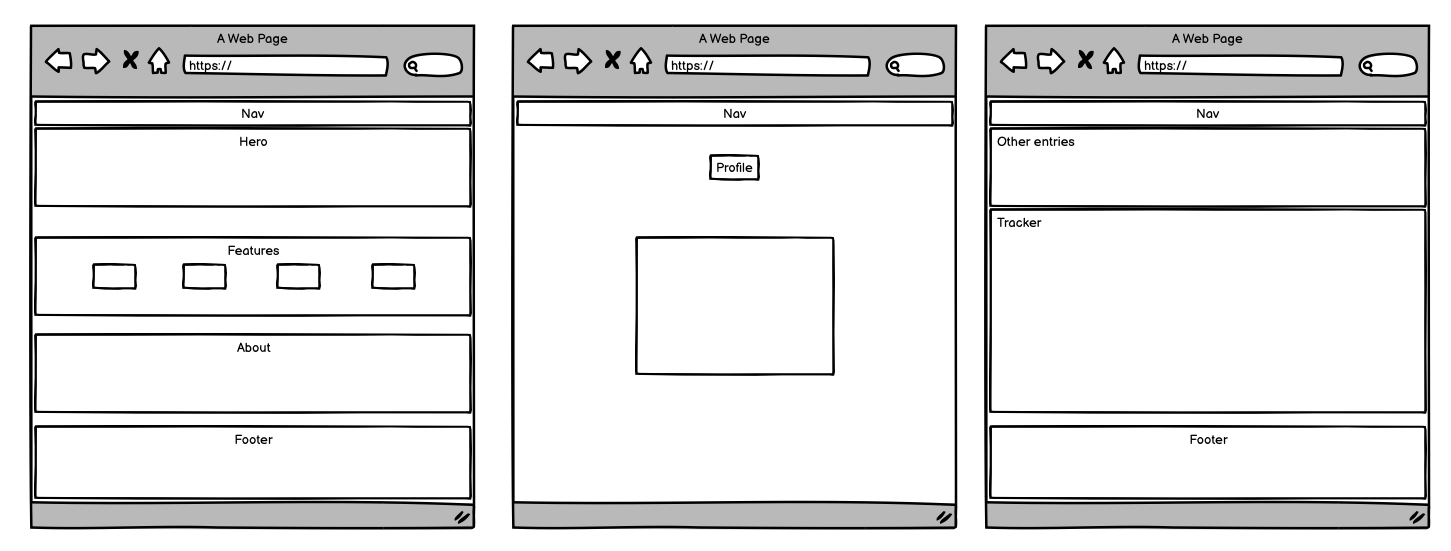 A Web Page
https://
Nav
Hero
Features
About
Footer
A Web Page
https://
Nav
Profile
A Web Page
https://
Nav
Other entries
Tracker
Footer